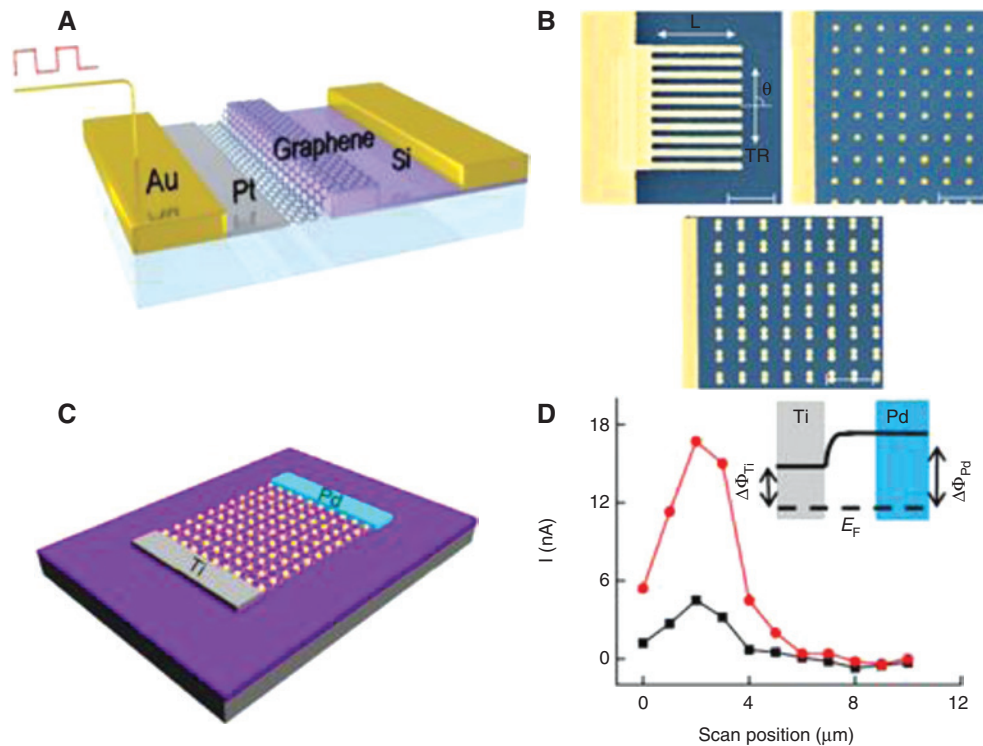 A
Au
Pt
Graphene
Si
B
L
θ
TR
C
Ti
Pd
D
I (nA)
18
12
6
0
0
4
8
12
Scan position (μm)
Ti
Pd
ΔΦTi
ΔΦPd
EF